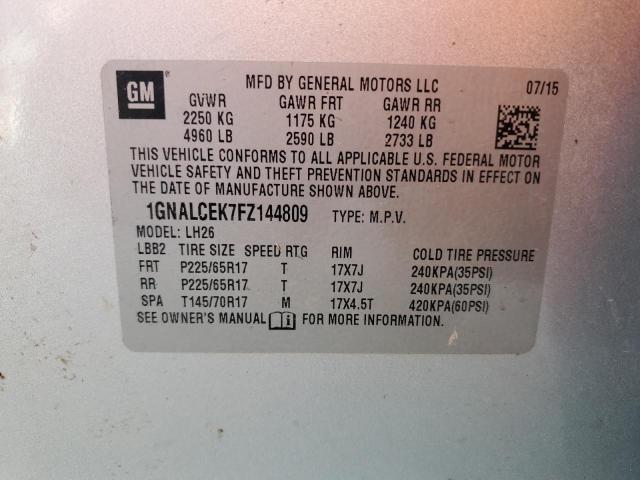 GM
MFD BY GENERAL MOTORS LLC 07/15
GVWR GAWR FRT GAWR RR
2250 KG 1175 KG 1240 KG
4960 LB 2590 LB 2733 LB
THIS VEHICLE CONFORMS TO ALL APPLICABLE U.S. FEDERAL MOTOR
VEHICLE SAFETY AND THEFT PREVENTION STANDARDS IN EFFECT ON
THE DATE OF MANUFACTURE SHOWN ABOVE.
1GNALCEK7FZ144809 TYPE: M.P.V.
MODEL: LH26
LBB2 TIRE SIZE SPEED RTG RIM COLD TIRE PRESSURE
FRT P225/65R17 T 17X7J 240KPA(35PSI)
RR P225/65R17 T 17X7J 240KPA(35PSI)
SPA T145/70R17 M 17X4.5T 420KPA(60PSI)
SEE OWNER'S MANUAL FOR MORE INFORMATION.